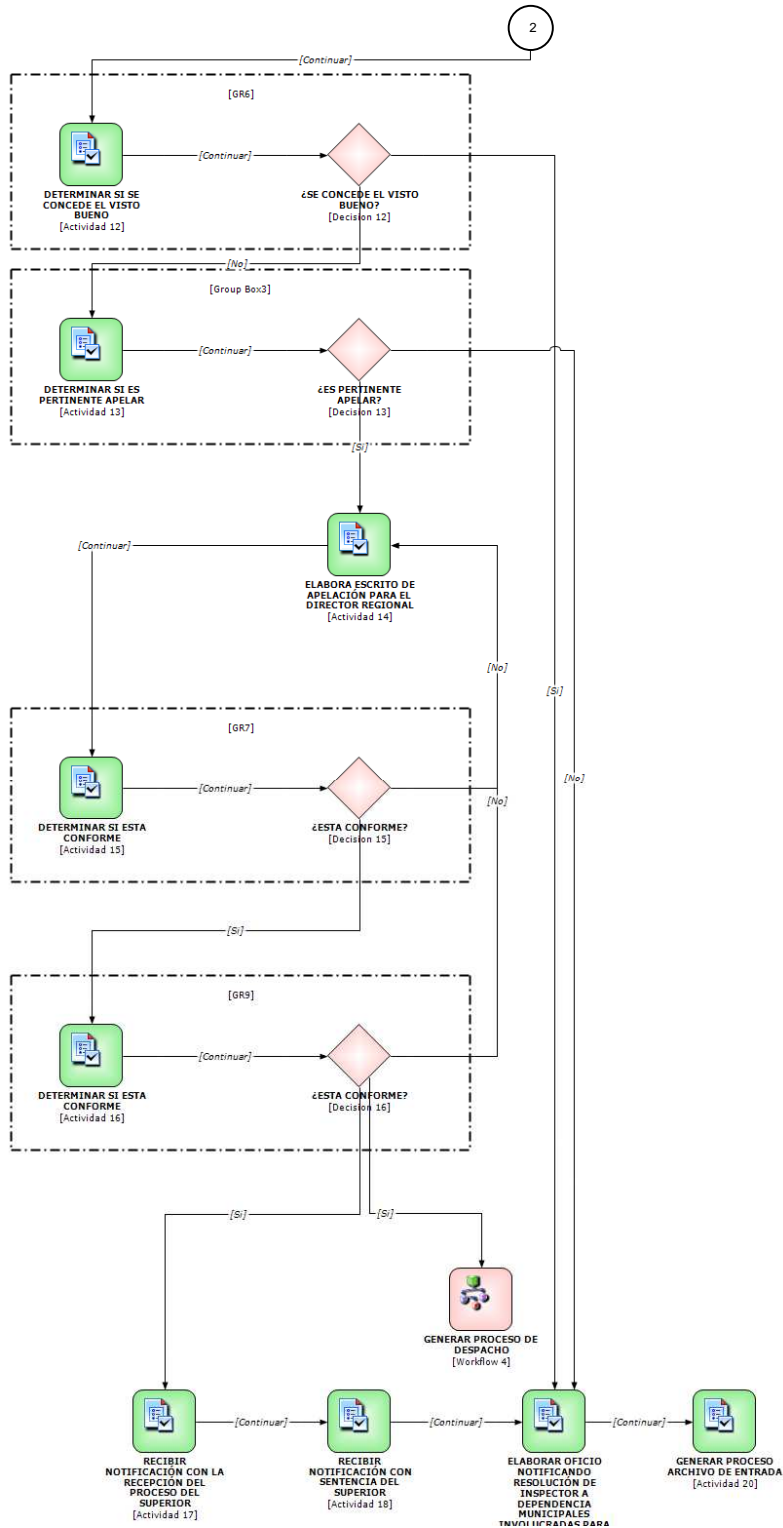 2
[Continuar]
[GR6]
[Continuar]
DETERMINAR SI SE
CONCEDE EL VISTO
BUENO
[Actividad 12]
¿SE CONCEDE EL VISTO
BUENO?
[Decision 12]
[No]
[Group Box3]
[Continuar]
DETERMINAR SI ES
PERTINENTE APELAR
[Actividad 13]
¿ES PERTINENTE
APELAR?
[Decision 13]
[Si]
[Continuar]
ELABORA ESCRITO DE
APELACIÓN PARA EL
DIRECTOR REGIONAL
[Actividad 14]
[No]
[Si]
[GR7]
[No]
[Continuar]
[No]
DETERMINAR SI ESTA
CONFORME
[Actividad 15]
¿ESTA CONFORME?
[Decision 15]
[Si]
[GR9]
[Continuar]
DETERMINAR SI ESTA
CONFORME
[Actividad 16]
¿ESTA CONFORME?
[Decision 16]
[Si]
[Si]
GENERAR PROCESO DE
DESPACHO
[Workflow 4]
[Continuar]
[Continuar]
[Continuar]
RECIBIR
NOTIFICACIÓN CON LA
RECEPCIÓN DEL
PROCESO DEL
SUPERIOR
[Actividad 17]
RECIBIR
NOTIFICACIÓN CON
SENTENCIA DEL
SUPERIOR
[Actividad 18]
ELABORAR OFICIO
NOTIFICANDO
RESOLUCIÓN DE
INSPECTOR A
DEPENDENCIA
MUNICIPALES
INVOLUCRADAS PARA
GENERAR PROCESO
ARCHIVO DE ENTRADA
[Actividad 20]